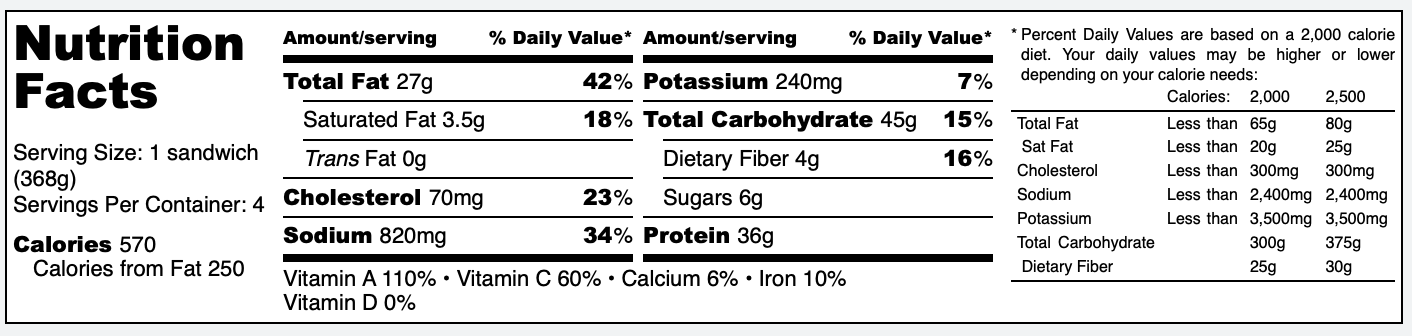 Nutrition
Facts
Serving Size: 1 sandwich
(368g)
Servings Per Container: 4
Calories 570
Calories from Fat 250
Amount/serving % Daily Value*
Total Fat 27g 42%
Saturated Fat 3.5g 18%
Trans Fat 0g
Cholesterol 70mg 23%
Sodium 820mg 34%
Amount/serving % Daily Value*
Potassium 240mg 7%
Total Carbohydrate 45g 15%
Dietary Fiber 4g 16%
Sugars 6g
Protein 36g
Vitamin A 110% • Vitamin C 60% • Calcium 6% • Iron 10%
Vitamin D 0%
* Percent Daily Values are based on a 2,000 calorie
diet. Your daily values may be higher or lower
depending on your calorie needs:
Calories: 2,000 2,500
Total Fat Less than 65g 80g
Sat Fat Less than 20g 25g
Cholesterol Less than 300mg 300mg
Sodium Less than 2,400mg 2,400mg
Potassium Less than 3,500mg 3,500mg
Total Carbohydrate 300g 375g
Dietary Fiber 25g 30g